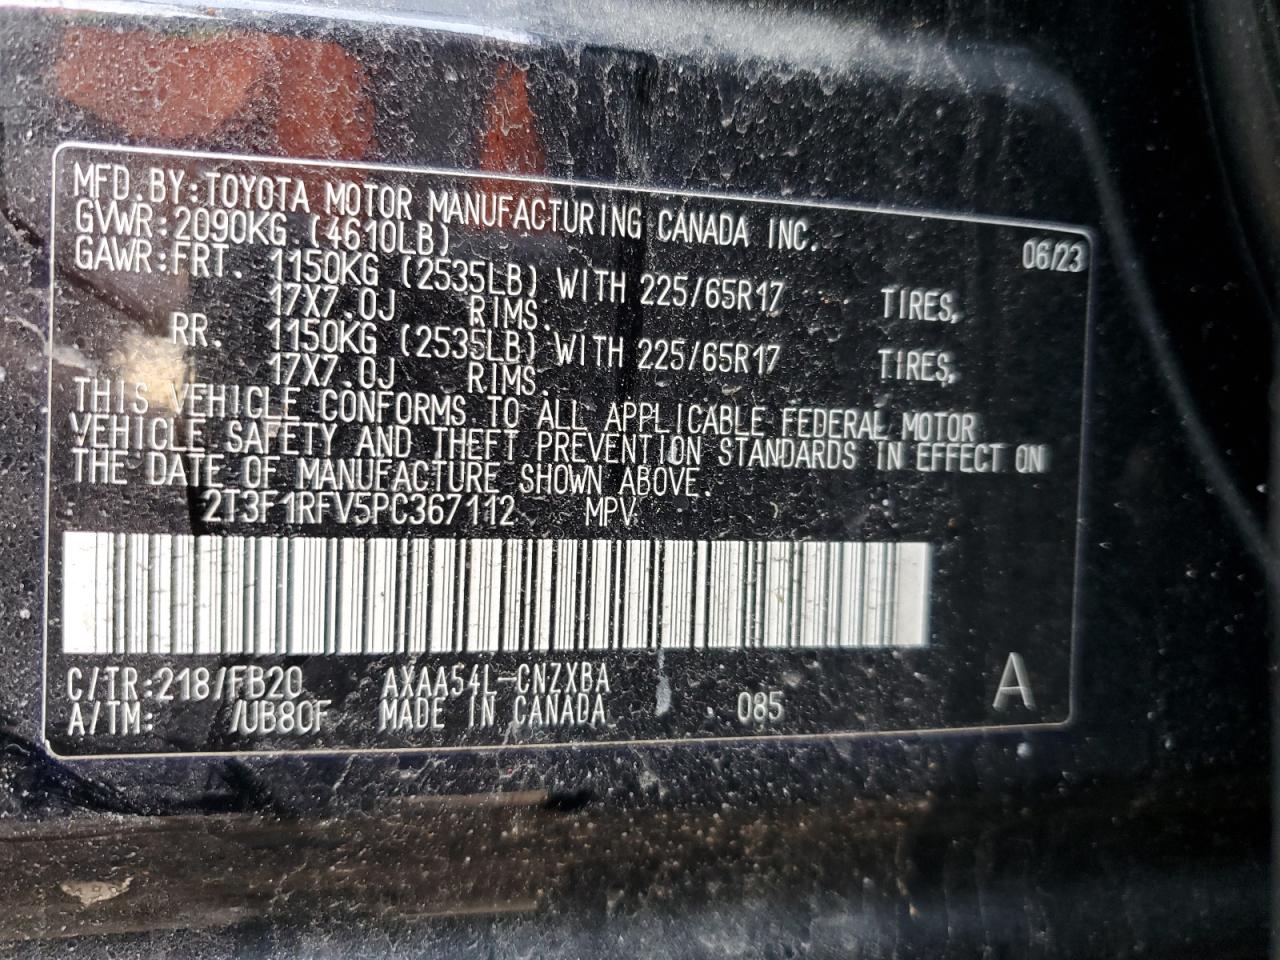 MFD. BY: TOYOTA MOTOR MANUFACTURING CANADA INC.
GVWR: 2090KG (4610LB) 06/23
GAWR: FRT. 1150KG (2535LB) WITH 225/65R17 TIRES,
17X7.0J RIMS.
RR. 1150KG (2535LB) WITH 225/65R17 TIRES,
17X7.0J RIMS.
THIS VEHICLE CONFORMS TO ALL APPLICABLE FEDERAL MOTOR
VEHICLE SAFETY AND THEFT PREVENTION STANDARDS IN EFFECT ON
THE DATE OF MANUFACTURE SHOWN ABOVE.
2T3F1RFV5PC367112 MPV
C/TR: 218/FB20 AXAA54L-CNZXBA
A/TM: /UB80F MADE IN CANADA 085 A